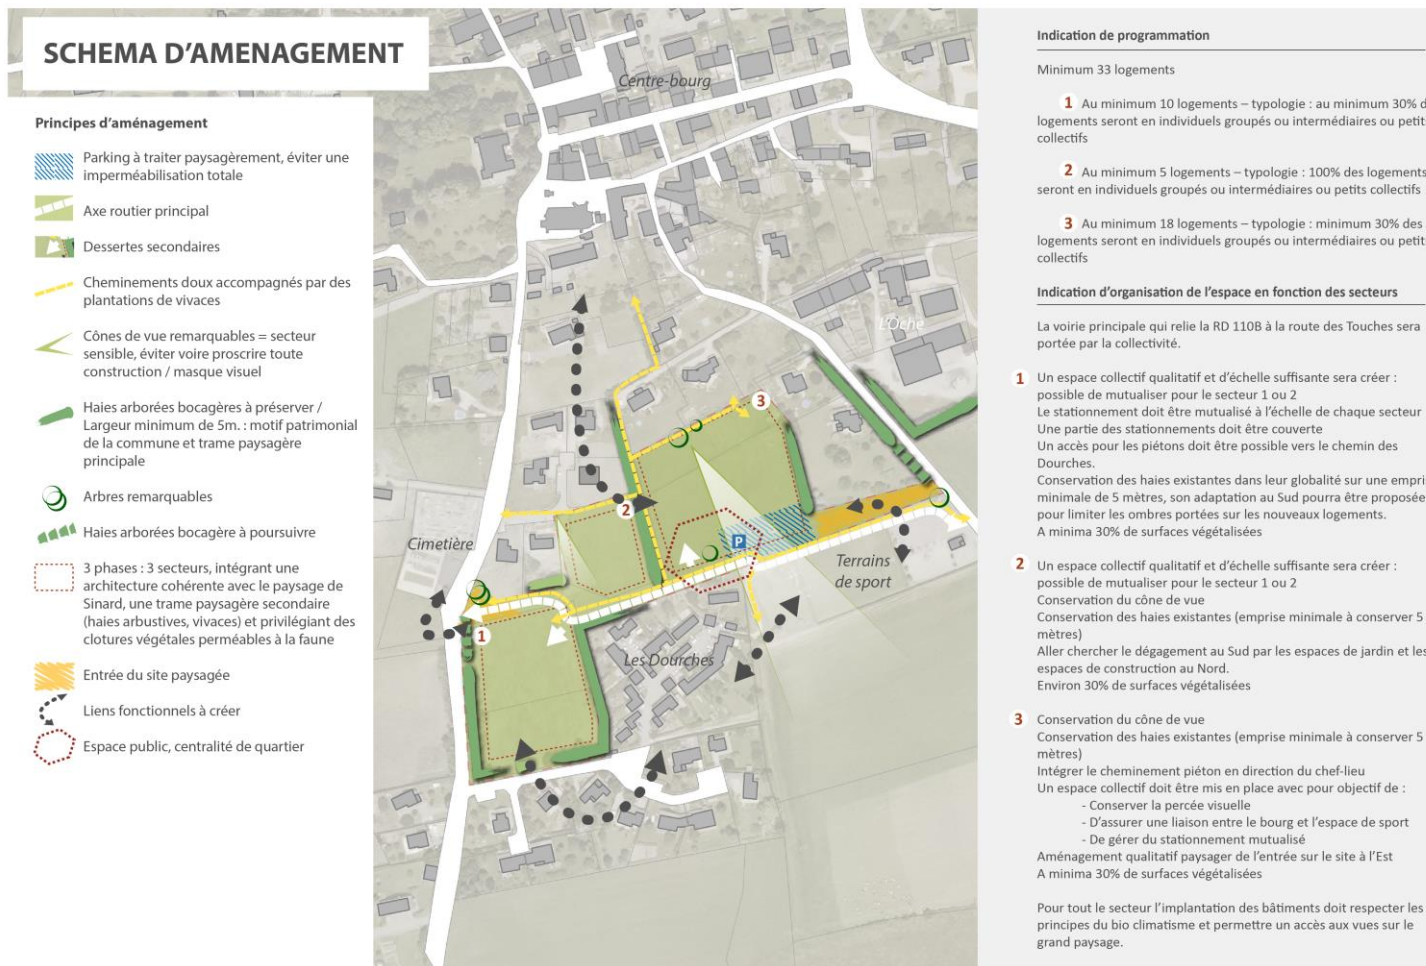 SCHEMA D'AMENAGEMENT
Principes d'aménagement
Parking à traiter paysagèrement, éviter une
imperméabilisation totale
Axe routier principal
Dessertes secondaires
Cheminements doux accompagnés par des
plantations de vivaces
Cônes de vue remarquables = secteur
sensible, éviter voire proscrire toute
construction / masque visuel
Haies arborées bocagères à préserver /
Largeur minimum de 5m. : motif patrimonial
de la commune et trame paysagère
principale
Arbres remarquables
Haies arborées bocagère à poursuivre
3 phases : 3 secteurs, intégrant une
architecture cohérente avec le paysage de
Sinard, une trame paysagère secondaire
(haies arbustives, vivaces) et privilégiant des
clotures végétales perméables à la faune
Entrée du site paysagée
Liens fonctionnels à créer
Espace public, centralité de quartier
Centre-bourg
L'Oche
3
2
Cimetière
P
Terrains
de sport
1
Les Dourches
Indication de programmation
Minimum 33 logements
1 Au minimum 10 logements – typologie : au minimum 30% d
logements seront en individuels groupés ou intermédiaires ou petits
collectifs
2 Au minimum 5 logements – typologie : 100% des logements
seront en individuels groupés ou intermédiaires ou petits collectifs
3 Au minimum 18 logements – typologie : minimum 30% des
logements seront en individuels groupés ou intermédiaires ou petits
collectifs
Indication d'organisation de l'espace en fonction des secteurs
La voirie principale qui relie la RD 110B à la route des Touches sera
portée par la collectivité.
1 Un espace collectif qualitatif et d'échelle suffisante sera créer :
possible de mutualiser pour le secteur 1 ou 2
Le stationnement doit être mutualisé à l'échelle de chaque secteur
Une partie des stationnements doit être couverte
Un accès pour les piétons doit être possible vers le chemin des
Dourches.
Conservation des haies existantes dans leur globalité sur une empris
minimale de 5 mètres, son adaptation au Sud pourra être proposée
pour limiter les ombres portées sur les nouveaux logements.
A minima 30% de surfaces végétalisées
2 Un espace collectif qualitatif et d'échelle suffisante sera créer :
possible de mutualiser pour le secteur 1 ou 2
Conservation du cône de vue
Conservation des haies existantes (emprise minimale à conserver 5
mètres)
Aller chercher le dégagement au Sud par les espaces de jardin et les
espaces de construction au Nord.
Environ 30% de surfaces végétalisées
3 Conservation du cône de vue
Conservation des haies existantes (emprise minimale à conserver 5
mètres)
Intégrer le cheminement piéton en direction du chef-lieu
Un espace collectif doit être mis en place avec pour objectif de :
- Conserver la percée visuelle
- D'assurer une liaison entre le bourg et l'espace de sport
- De gérer du stationnement mutualisé
Aménagement qualitatif paysager de l'entrée sur le site à l'Est
A minima 30% de surfaces végétalisées
Pour tout le secteur l'implantation des bâtiments doit respecter les
principes du bio climatisme et permettre un accès aux vues sur le
grand paysage.